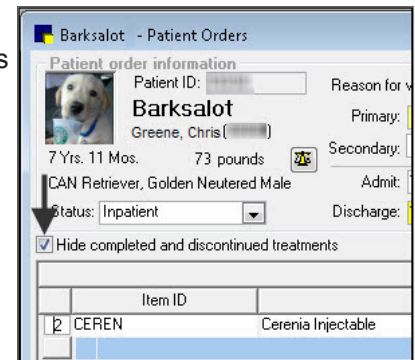 s
Barksalot - Patient Orders
Patient order information
Patient ID:
Reason for
Barksalot
Primary:
Greene, Chris (
Secondary:
7 Yrs. 11 Mos. 73 pounds
CAN Retriever, Golden Neutered Male
Admit:
Status: Inpatient
Discharge:
Hide completed and discontinued treatments
Item ID
2 CEREN Cerenia Injectable